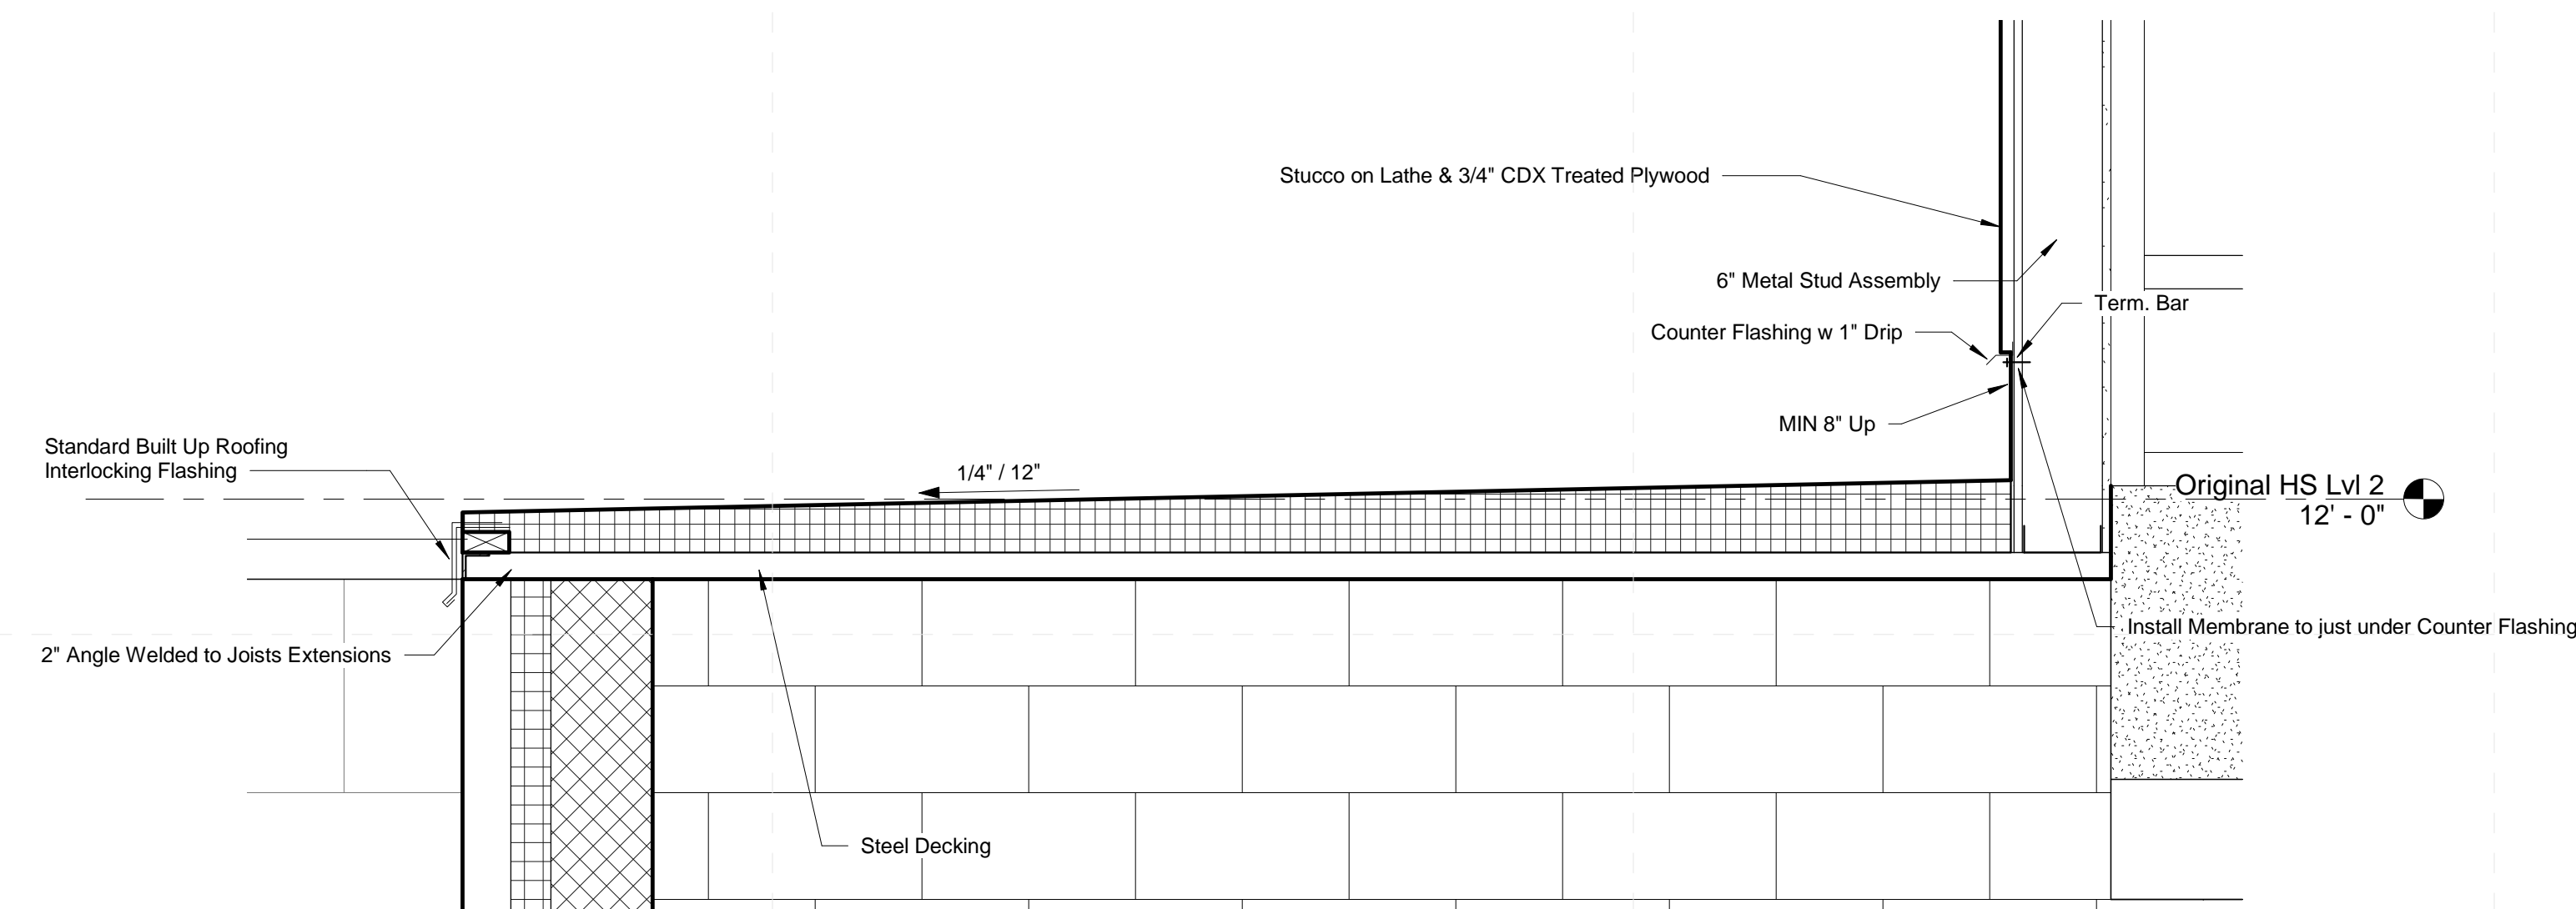 Stucco on Lathe & 3/4" CDX Treated Plywood
6" Metal Stud Assembly
Term. Bar
Counter Flashing w 1" Drip
MIN 8" Up
Standard Built Up Roofing
Interlocking Flashing
1/4" / 12"
Original HS Lvl 2
12' - 0"
Install Membrane to just under Counter Flashing
2" Angle Welded to Joists Extensions
Steel Decking